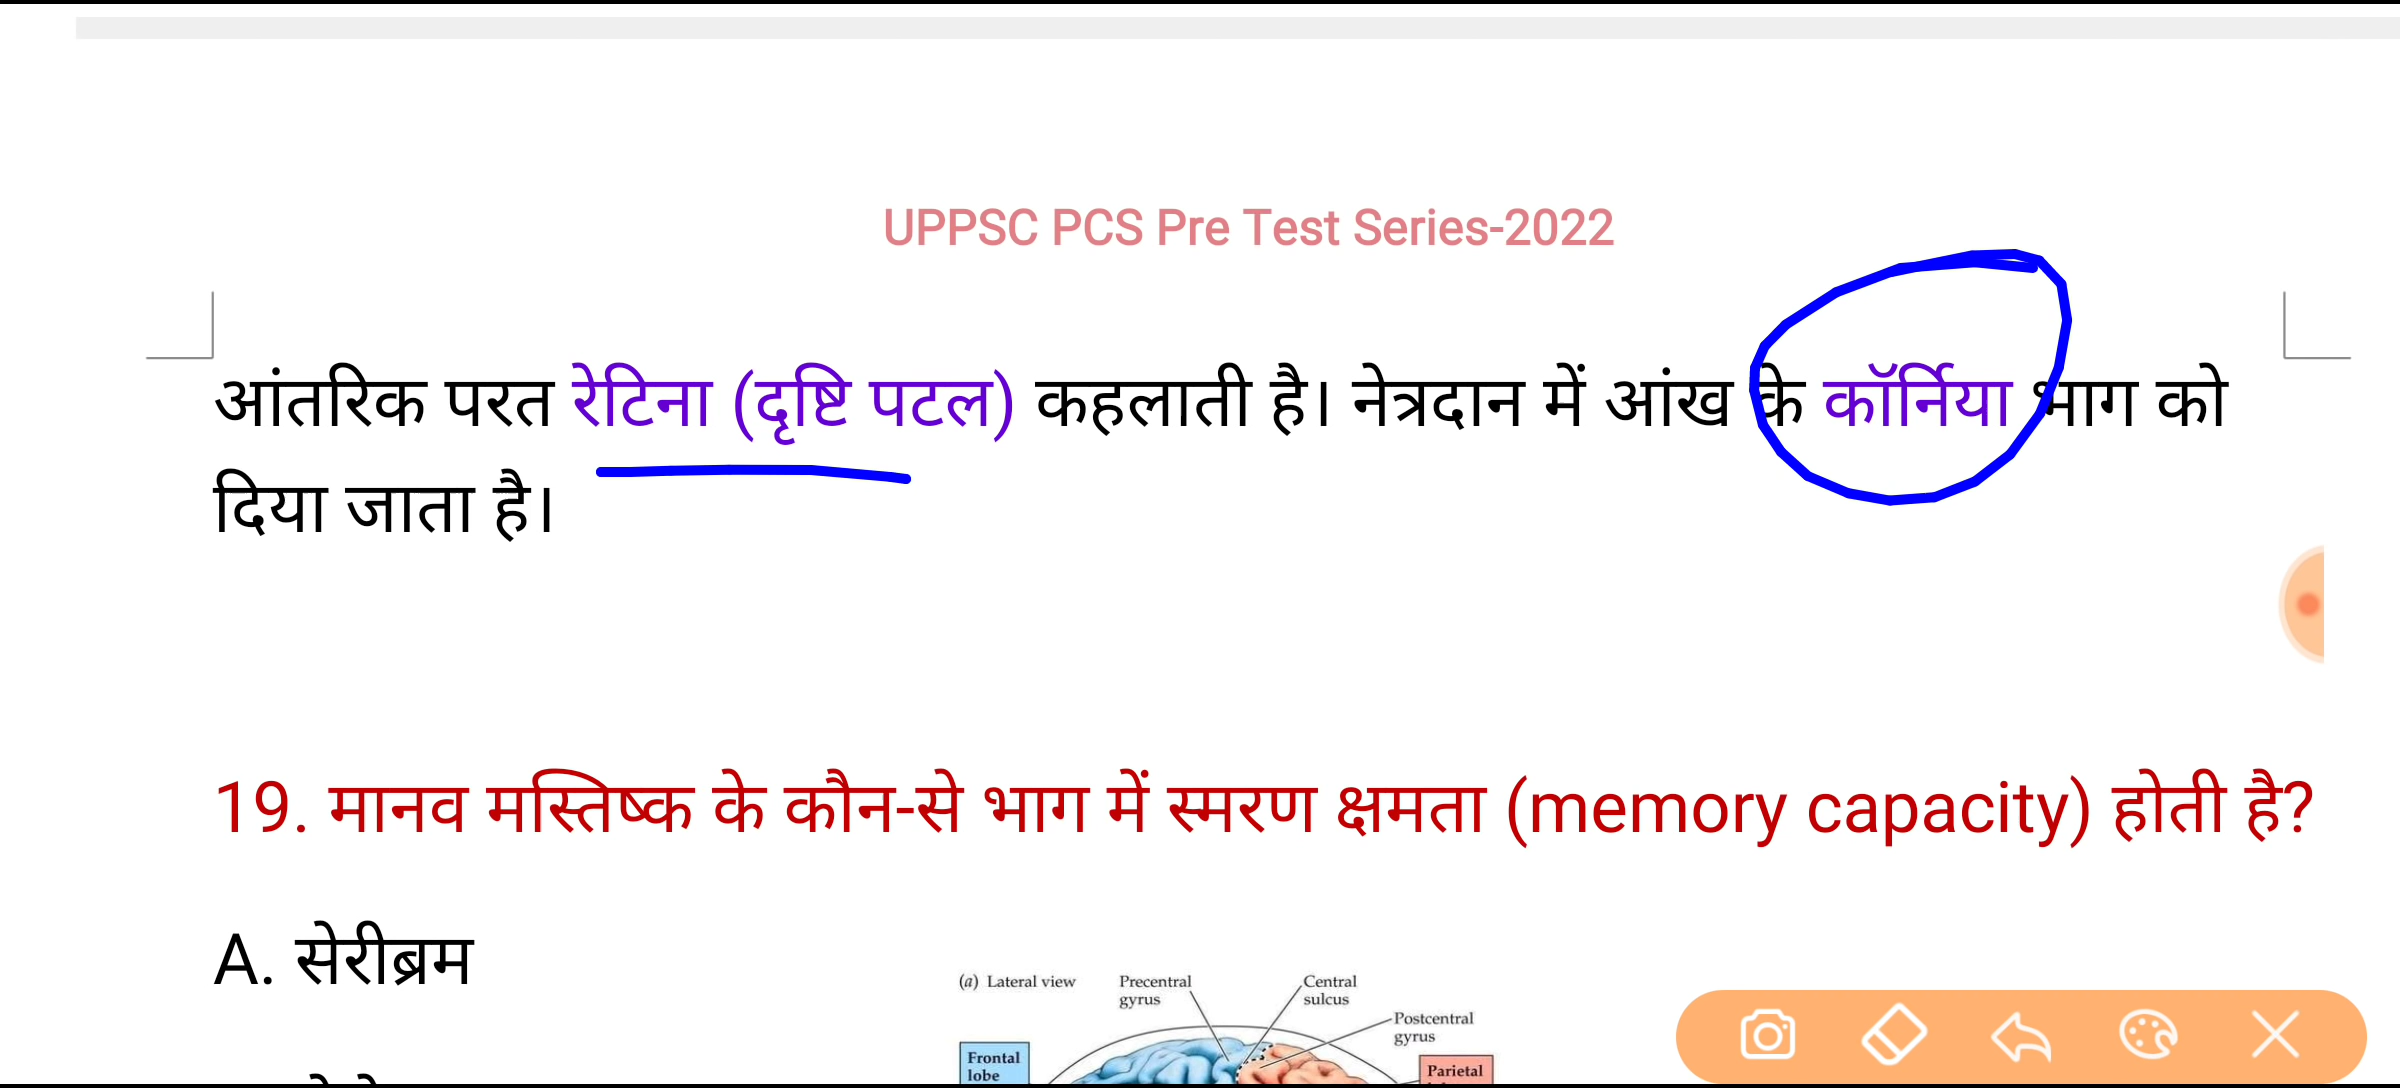 UPPSC PCS Pre Test Series-2022
आंतरिक परत रेटिना (दृष्टि पटल) कहलाती है। नेत्रदान में आंख के कॉर्निया भाग को
दिया जाता है।
19. मानव मस्तिष्क के कौन-से भाग में स्मरण क्षमता (memory capacity) होती है?
A. सेरीब्रम
(a) Lateral view
Precentral
gyrus
Central
sulcus
Postcentral
gyrus
Frontal
lobe
Parietal